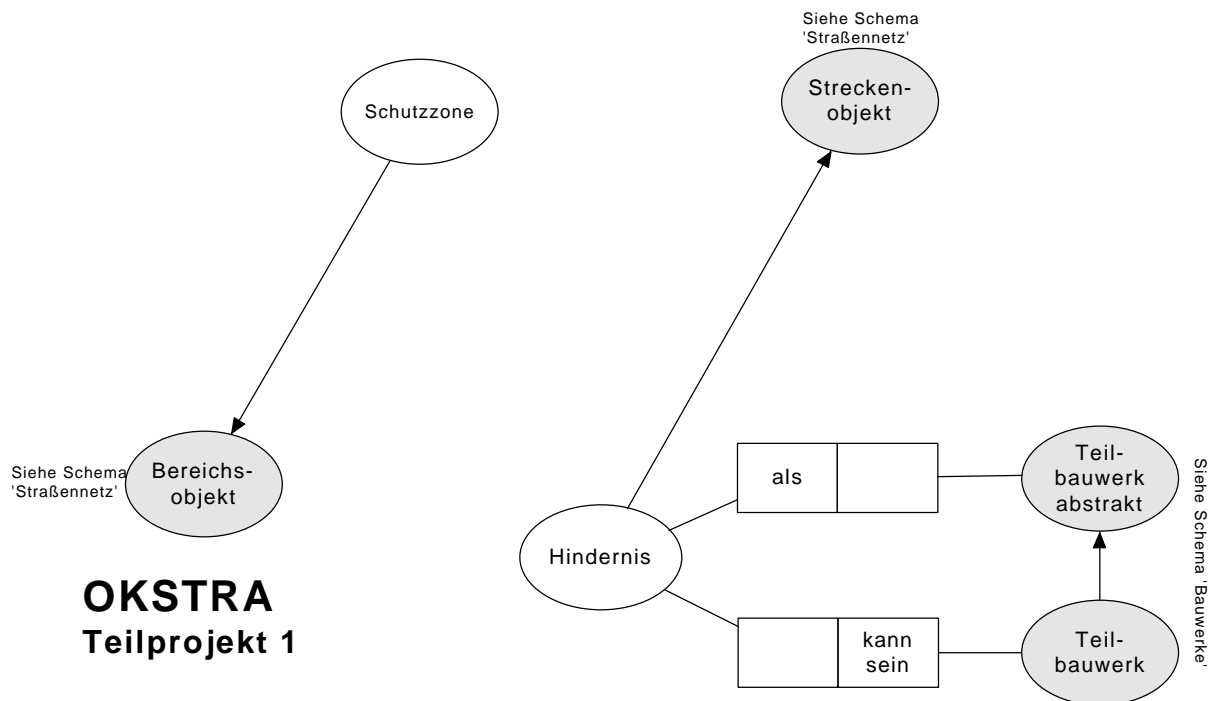 Siehe Schema
'Straßennetz'
Strecken-
objekt
Schutzzone
Siehe Schema
'Straßennetz'
Bereichs-
objekt
als
Teil-
bauwerk
abstrakt
Siehe Schema 'Bauwerke'
Hindernis
OKSTRA
Teilprojekt 1
kann
sein
Teil-
bauwerk